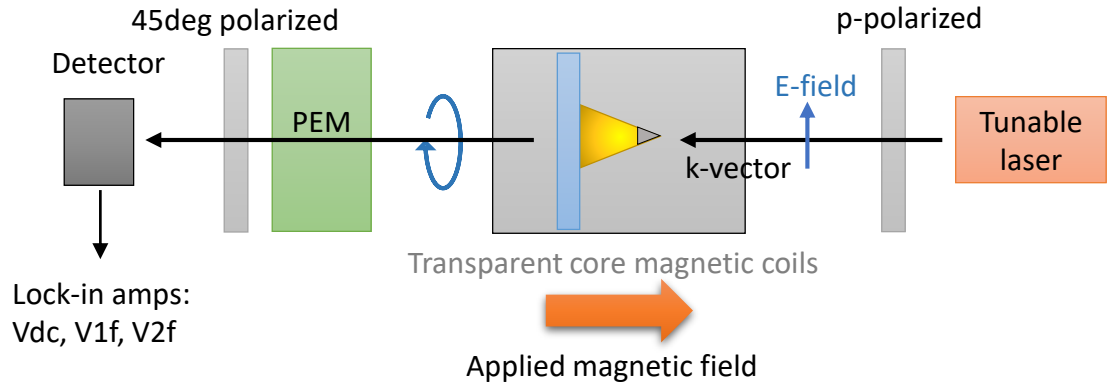 45deg polarized
p-polarized
Detector
E-field
PEM
Tunable
laser
k-vector
Transparent core magnetic coils
Lock-in amps:
Vdc, V1f, V2f
Applied magnetic field